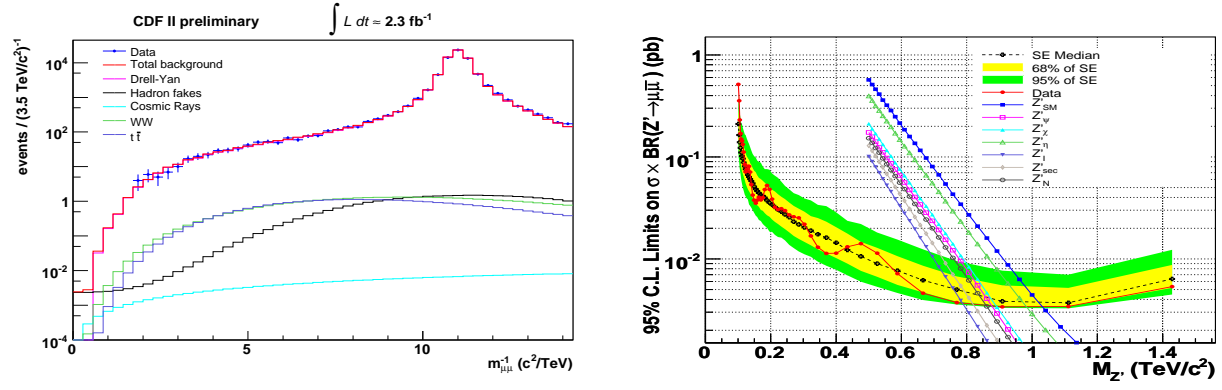 CDF II preliminary
∫ L dt ≈ 2.3 fb⁻¹
events / (3.5 TeV/c²)⁻¹
10⁴
10²
1
10⁻²
10⁻⁴
Data
Total background
Drell-Yan
Hadron fakes
Cosmic Rays
WW
t t̄
0
5
10
m⁻¹μμ (c²/TeV)
95% C.L. Limits on σ × BR(Z'→μμ̄) (pb)
1
10⁻¹
10⁻²
SE Median
68% of SE
95% of SE
Data
Z'SM
Z'ψ
Z'χ
Z'η
Z'I
Z'sec
Z'N
0
0.2
0.4
0.6
0.8
1
1.2
1.4
MZ' (TeV/c²)